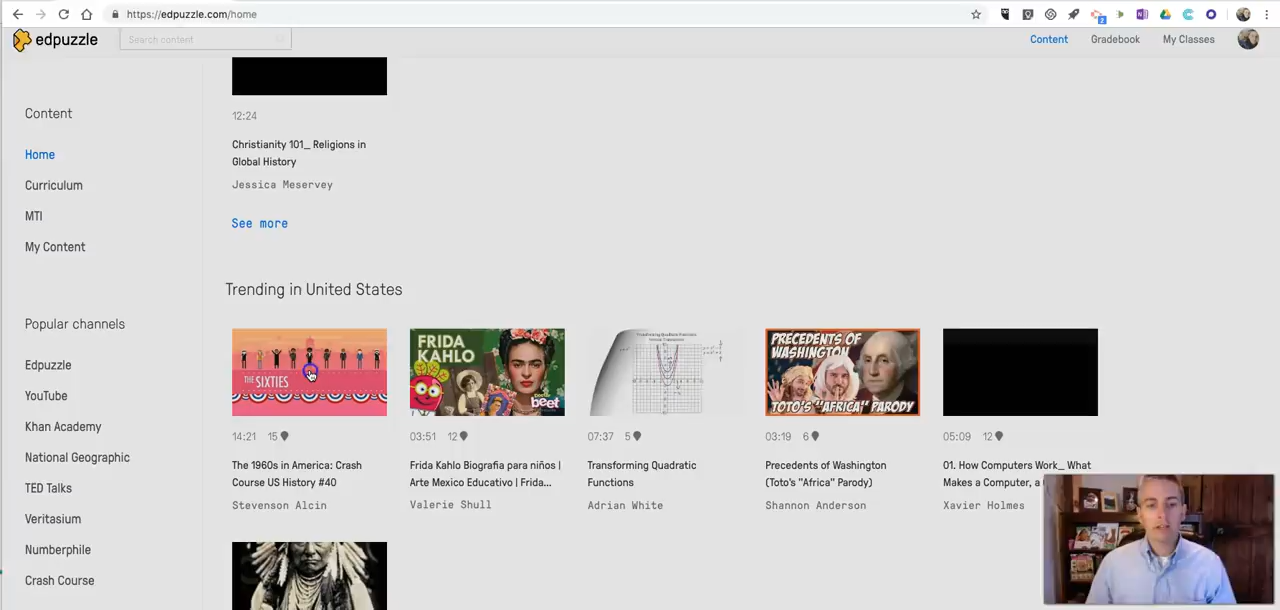 https://edpuzzle.com/home
2
edpuzzle
Search content
Content
Gradebook
My Classes
Content
Home
Curriculum
MTI
My Content
Popular channels
Edpuzzle
YouTube
Khan Academy
National Geographic
TED Talks
Veritasium
Numberphile
Crash Course
12:24
Christianity 101_ Religions in
Global History
Jessica Meservey
See more
Trending in United States
THE SIXTIES
14:21 15
The 1960s in America: Crash
Course US History #40
Stevenson Alcin
FRIDA
KAHLO
Doctor
beet
03:51 12
Frida Kahlo Biografia para niños |
Arte Mexico Educativo | Frida...
Valerie Shull
Transforming Quadratic Functions
07:37 5
Transforming Quadratic
Functions
Adrian White
PRECEDENTS OF
WASHINGTON
TOTO'S "AFRICA" PARODY
03:19 6
Precedents of Washington
(Toto's "Africa" Parody)
Shannon Anderson
05:09 12
01. How Computers Work_ What
Makes a Computer, a
Xavier Holmes